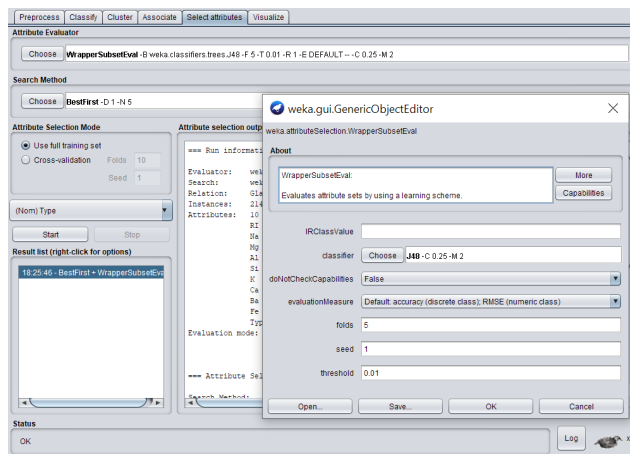 Preprocess Classify Cluster Associate Select attributes Visualize
Attribute Evaluator
Choose WrapperSubsetEval -B weka.classifiers.trees.J48 -F 5 -T 0.01 -R 1 -E DEFAULT -- -C 0.25 -M 2
Search Method
Choose BestFirst -D 1 -N 5
Attribute Selection Mode
Use full training set
Cross-validation Folds 10
Seed 1
(Nom) Type
Start Stop
Result list (right-click for options)
18:25:46 - BestFirst + WrapperSubsetEva
Attribute selection outp
=== Run informati
Evaluator: wek
Search: wek
Relation: Gla
Instances: 214
Attributes: 10
RI
Na
Mg
Al
Si
K
Ca
Ba
Fe
Typ
Evaluation mode:
=== Attribute Sel
Search Method:
weka.gui.GenericObjectEditor
weka.attributeSelection.WrapperSubsetEval
About
WrapperSubsetEval:
Evaluates attribute sets by using a learning scheme.
More
Capabilities
IRClassValue
classifier Choose J48 -C 0.25 -M 2
doNotCheckCapabilities False
evaluationMeasure Default: accuracy (discrete class); RMSE (numeric class)
folds 5
seed 1
threshold 0.01
Open... Save... OK Cancel
Status
OK
Log x